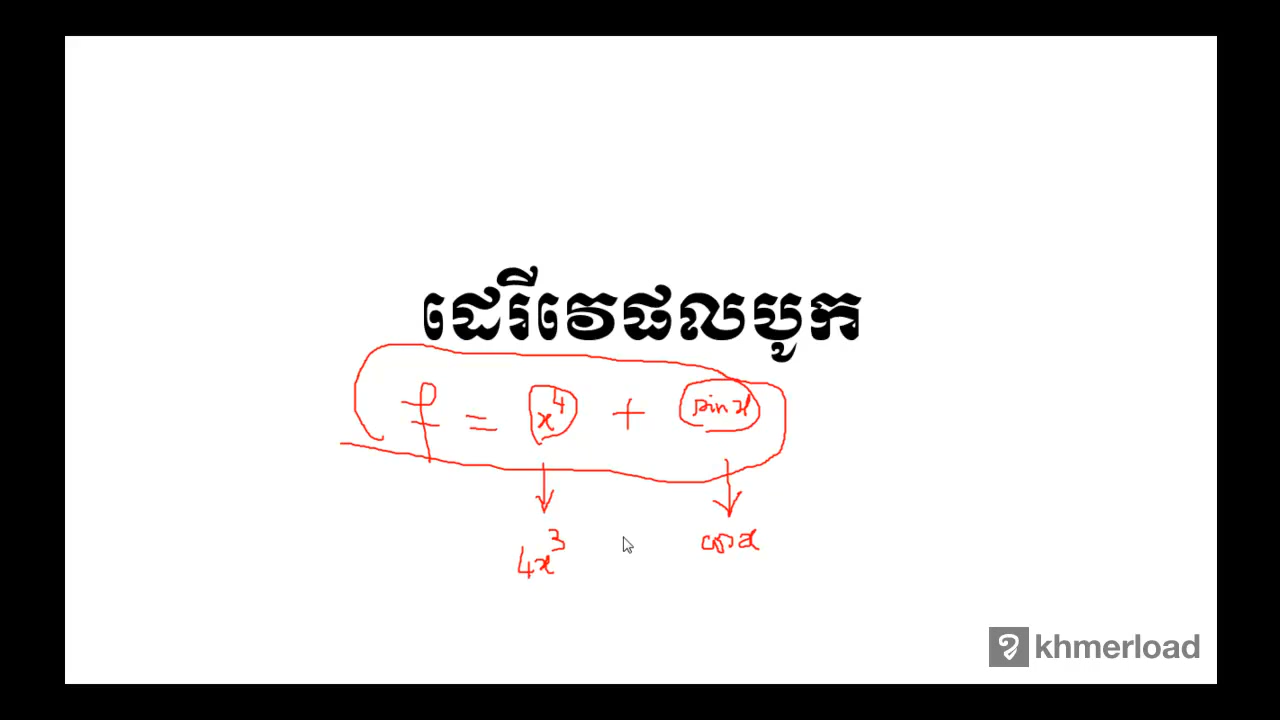 ដេរីវេផលបូក
f = x⁴ + sin x
4x³ cos x
khmerload